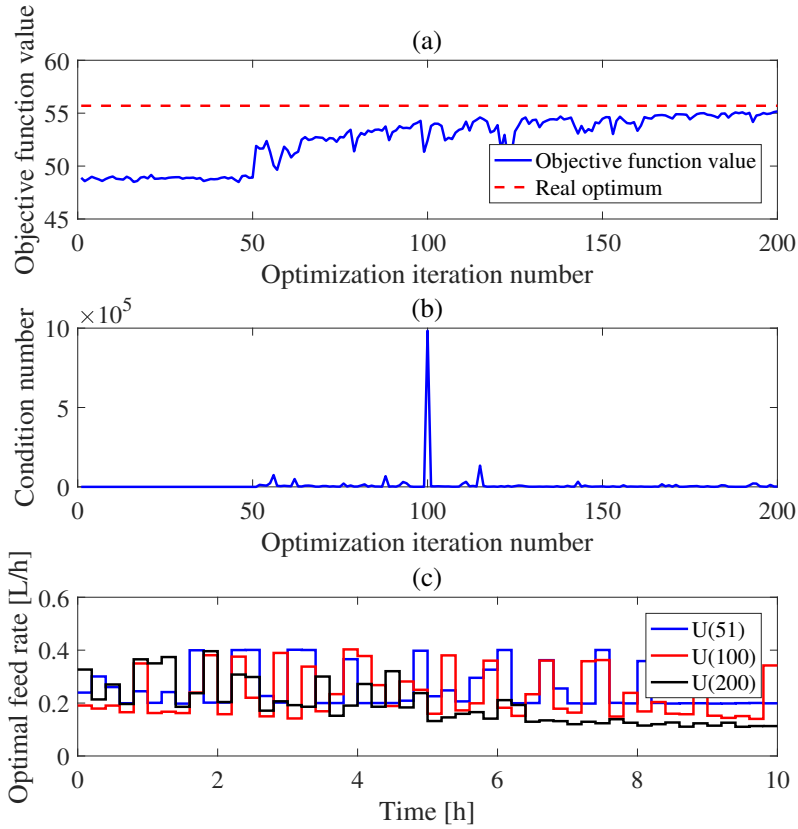 (a)
Objective function value
60
55
50
45
0
50
100
150
200
Objective function value
Real optimum
Optimization iteration number
(b)
×10⁵
Condition number
10
5
0
0
50
100
150
200
Optimization iteration number
(c)
Optimal feed rate [L/h]
0.6
0.4
0.2
0
0
2
4
6
8
10
U(51)
U(100)
U(200)
Time [h]